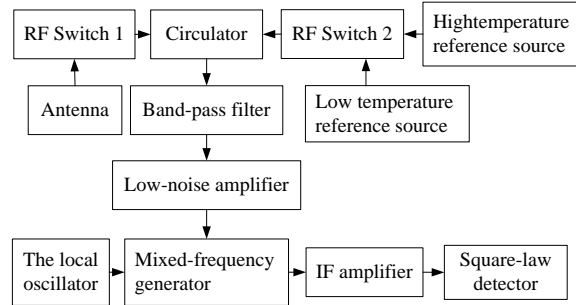 RF Switch 1
Circulator
RF Switch 2
Hightemperature
reference source
Antenna
Band-pass filter
Low temperature
reference source
Low-noise amplifier
The local
oscillator
Mixed-frequency
generator
IF amplifier
Square-law
detector